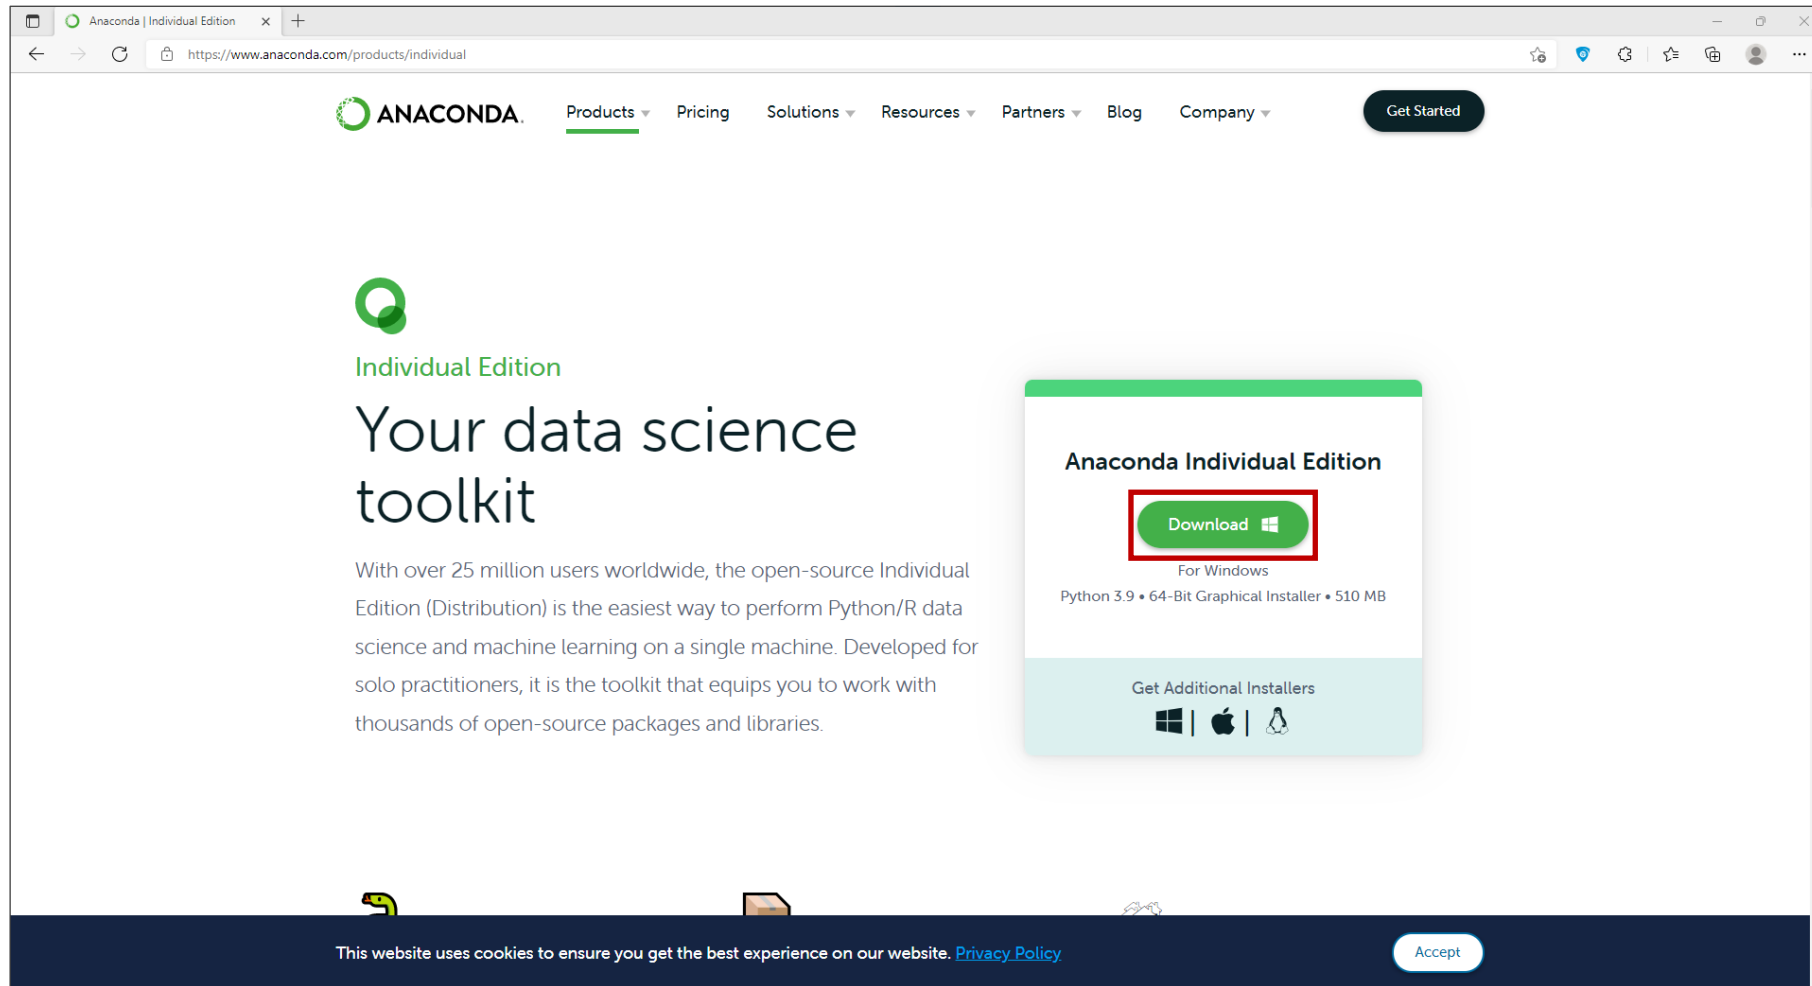 Anaconda | Individual Edition
https://www.anaconda.com/products/individual
ANACONDA.
Products
Pricing
Solutions
Resources
Partners
Blog
Company
Get Started
Individual Edition
Your data science
toolkit
With over 25 million users worldwide, the open-source Individual
Edition (Distribution) is the easiest way to perform Python/R data
science and machine learning on a single machine. Developed for
solo practitioners, it is the toolkit that equips you to work with
thousands of open-source packages and libraries.
Anaconda Individual Edition
Download
For Windows
Python 3.9 • 64-Bit Graphical Installer • 510 MB
Get Additional Installers
This website uses cookies to ensure you get the best experience on our website. Privacy Policy
Accept